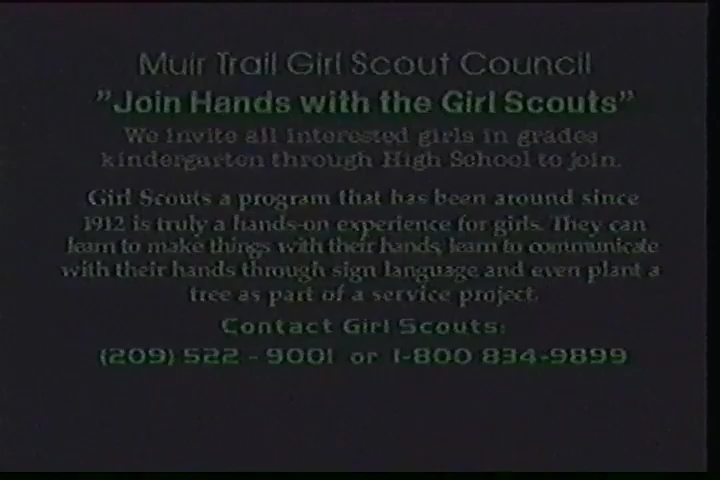 Muir Trail Girl Scout Council
"Join Hands with the Girl Scouts"
We invite all interested girls in grades
kindergarten through High School to join.
Girl Scouts a program that has been around since
1912 is truly a hands-on experience for girls. They can
learn to make things with their hands, learn to communicate
with their hands through sign language and even plant a
tree as part of a service project.
Contact Girl Scouts:
(209) 522 - 9001 or 1-800 834-9899